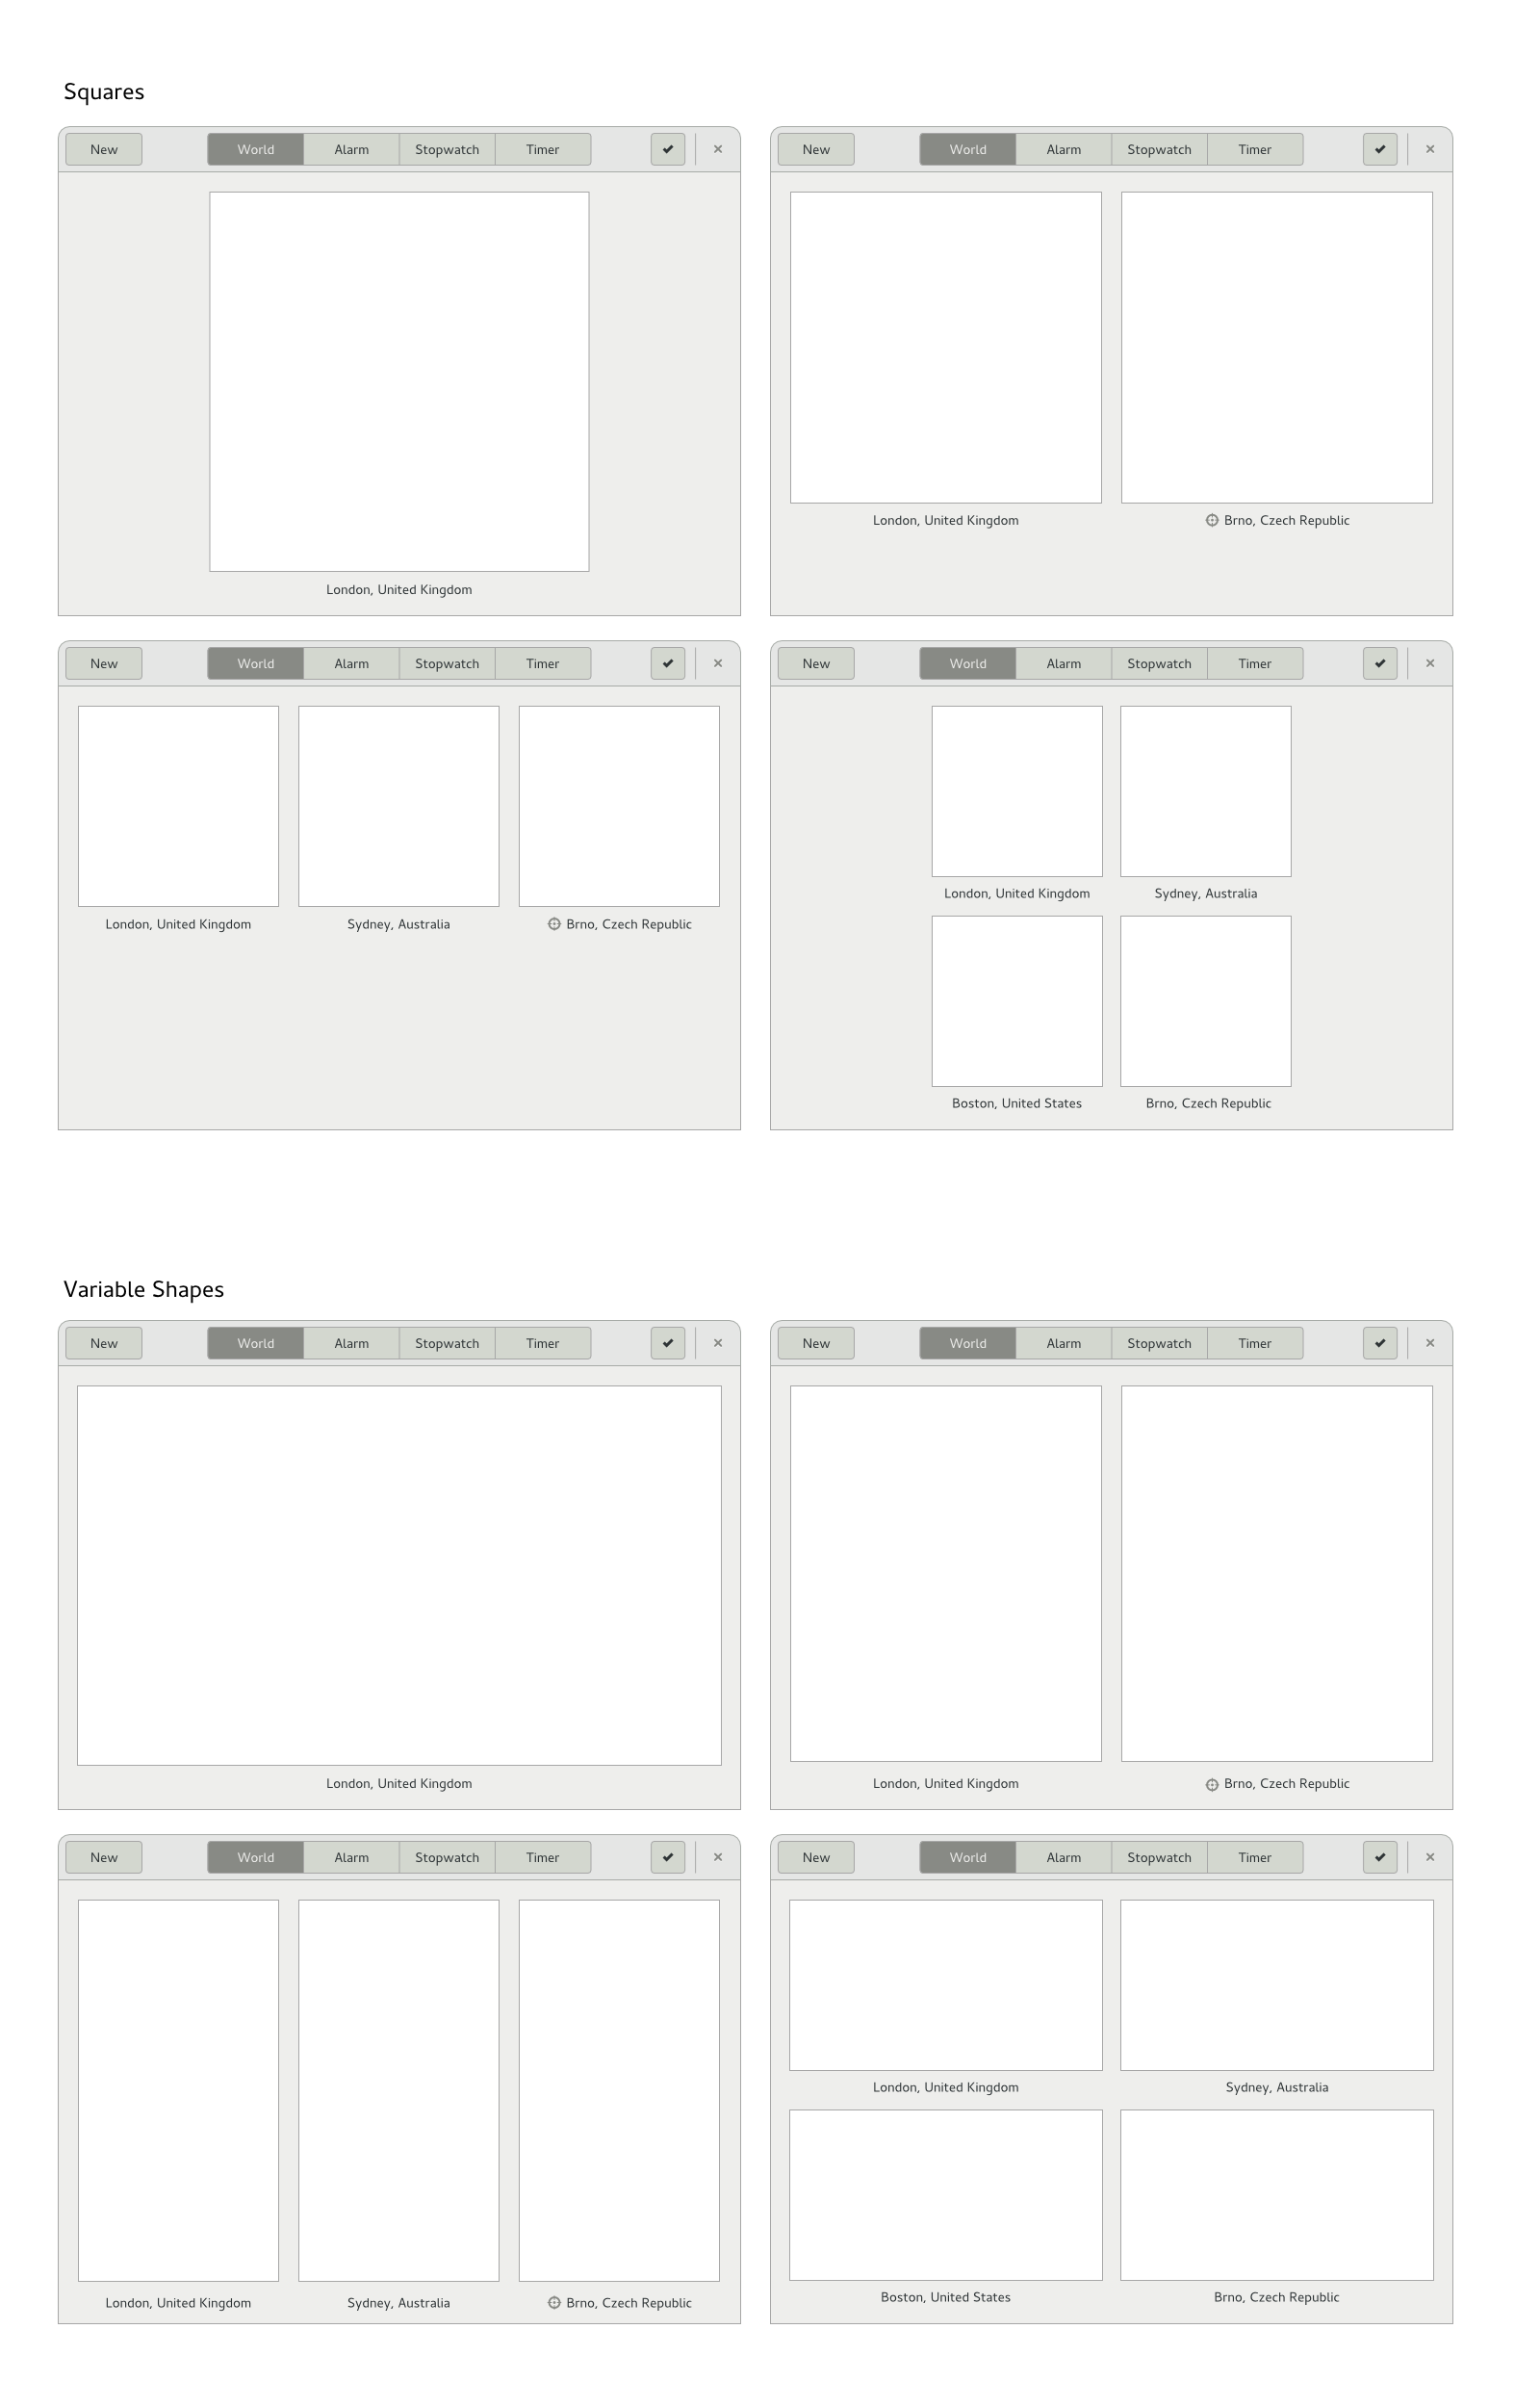 Squares
New World Alarm Stopwatch Timer
London, United Kingdom
New World Alarm Stopwatch Timer
London, United Kingdom Brno, Czech Republic
New World Alarm Stopwatch Timer
London, United Kingdom Sydney, Australia Brno, Czech Republic
New World Alarm Stopwatch Timer
London, United Kingdom Sydney, Australia
Boston, United States Brno, Czech Republic
Variable Shapes
New World Alarm Stopwatch Timer
London, United Kingdom
New World Alarm Stopwatch Timer
London, United Kingdom Brno, Czech Republic
New World Alarm Stopwatch Timer
London, United Kingdom Sydney, Australia Brno, Czech Republic
New World Alarm Stopwatch Timer
London, United Kingdom Sydney, Australia
Boston, United States Brno, Czech Republic